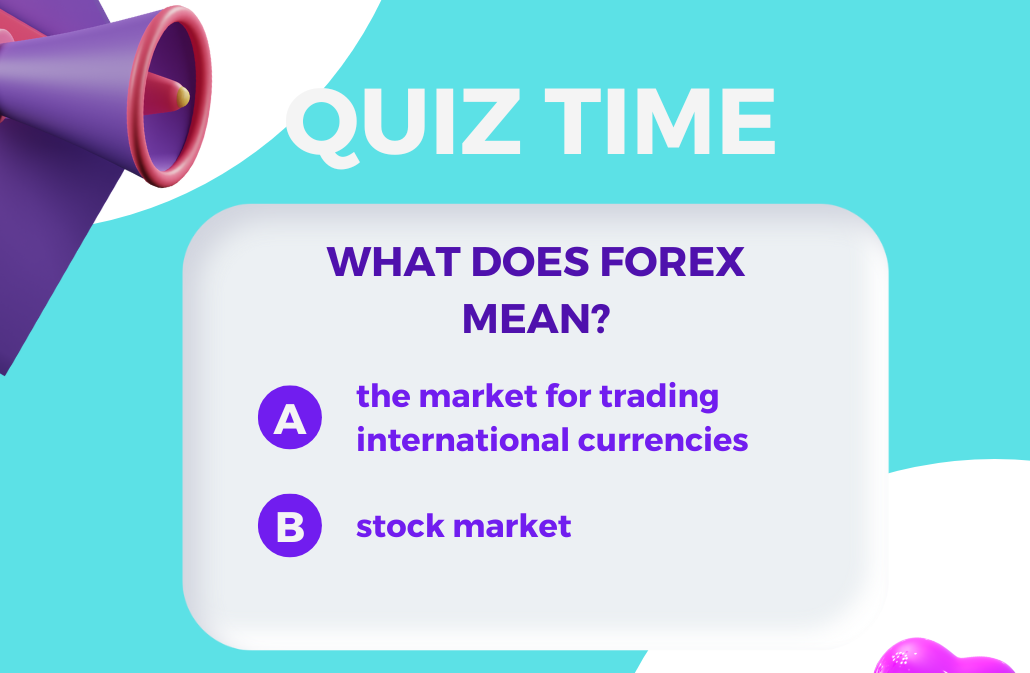 QUIZ TIME
WHAT DOES FOREX
MEAN?
A the market for trading
international currencies
B stock market